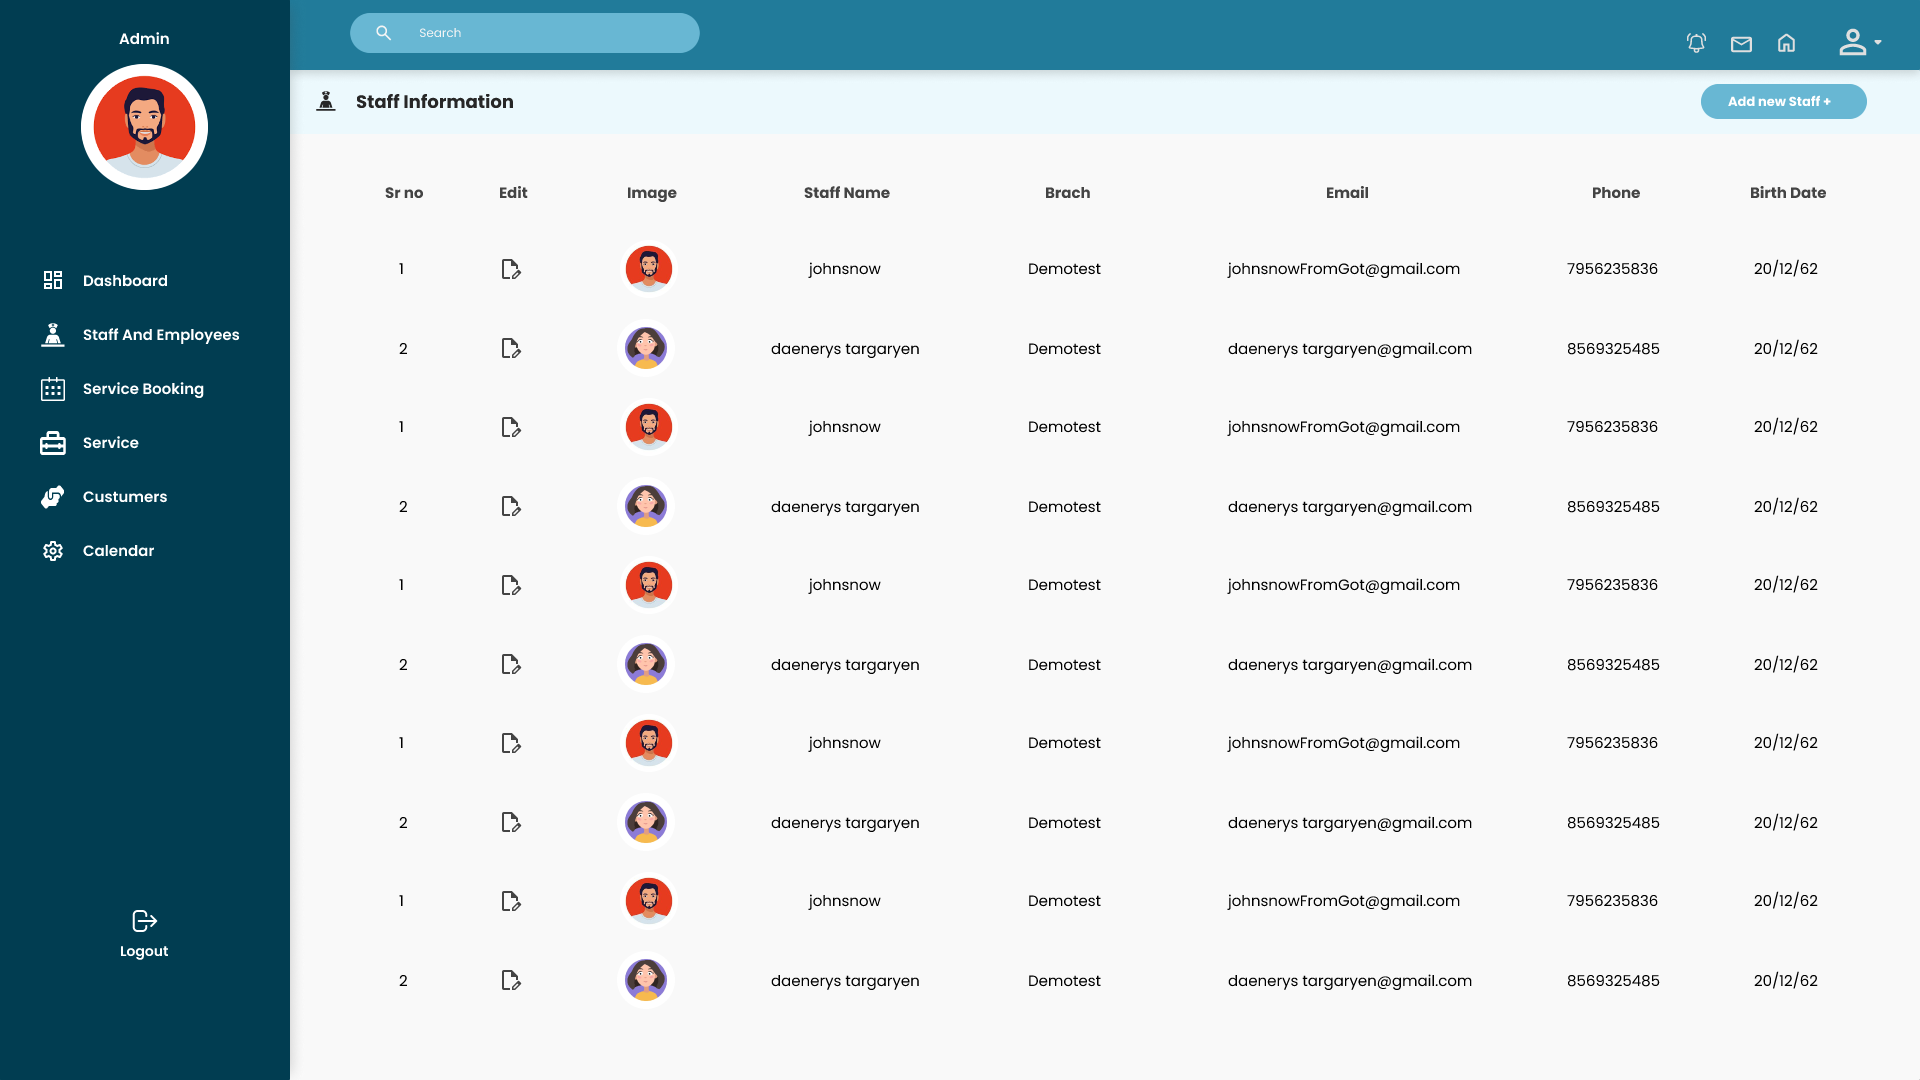 Admin
Dashboard
Staff And Employees
Service Booking
Service
Custumers
Calendar
Logout
Search
Staff Information
Add new Staff +
Sr no Edit Image Staff Name Brach Email Phone Birth Date
1 johnsnow Demotest johnsnowFromGot@gmail.com 7956235836 20/12/62
2 daenerys targaryen Demotest daenerys targaryen@gmail.com 8569325485 20/12/62
1 johnsnow Demotest johnsnowFromGot@gmail.com 7956235836 20/12/62
2 daenerys targaryen Demotest daenerys targaryen@gmail.com 8569325485 20/12/62
1 johnsnow Demotest johnsnowFromGot@gmail.com 7956235836 20/12/62
2 daenerys targaryen Demotest daenerys targaryen@gmail.com 8569325485 20/12/62
1 johnsnow Demotest johnsnowFromGot@gmail.com 7956235836 20/12/62
2 daenerys targaryen Demotest daenerys targaryen@gmail.com 8569325485 20/12/62
1 johnsnow Demotest johnsnowFromGot@gmail.com 7956235836 20/12/62
2 daenerys targaryen Demotest daenerys targaryen@gmail.com 8569325485 20/12/62